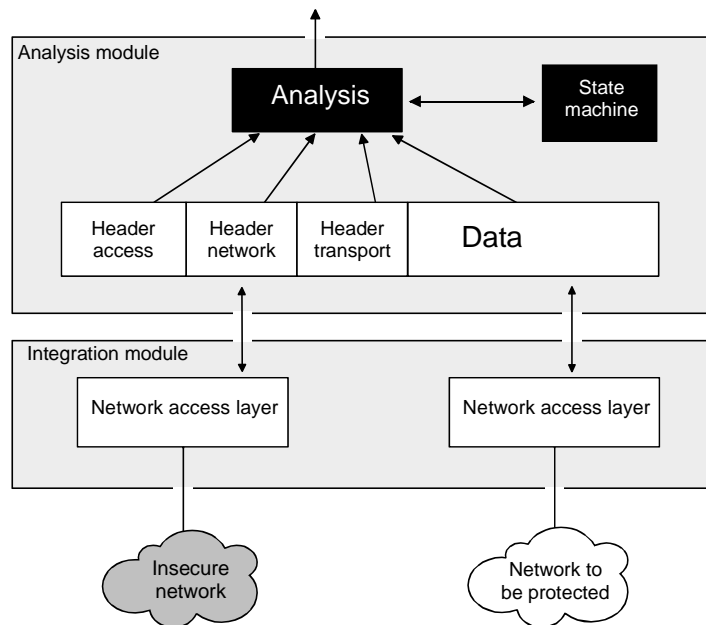 Analysis module
Analysis
State
machine
Header
access
Header
network
Header
transport
Data
Integration module
Network access layer
Network access layer
Insecure
network
Network to
be protected